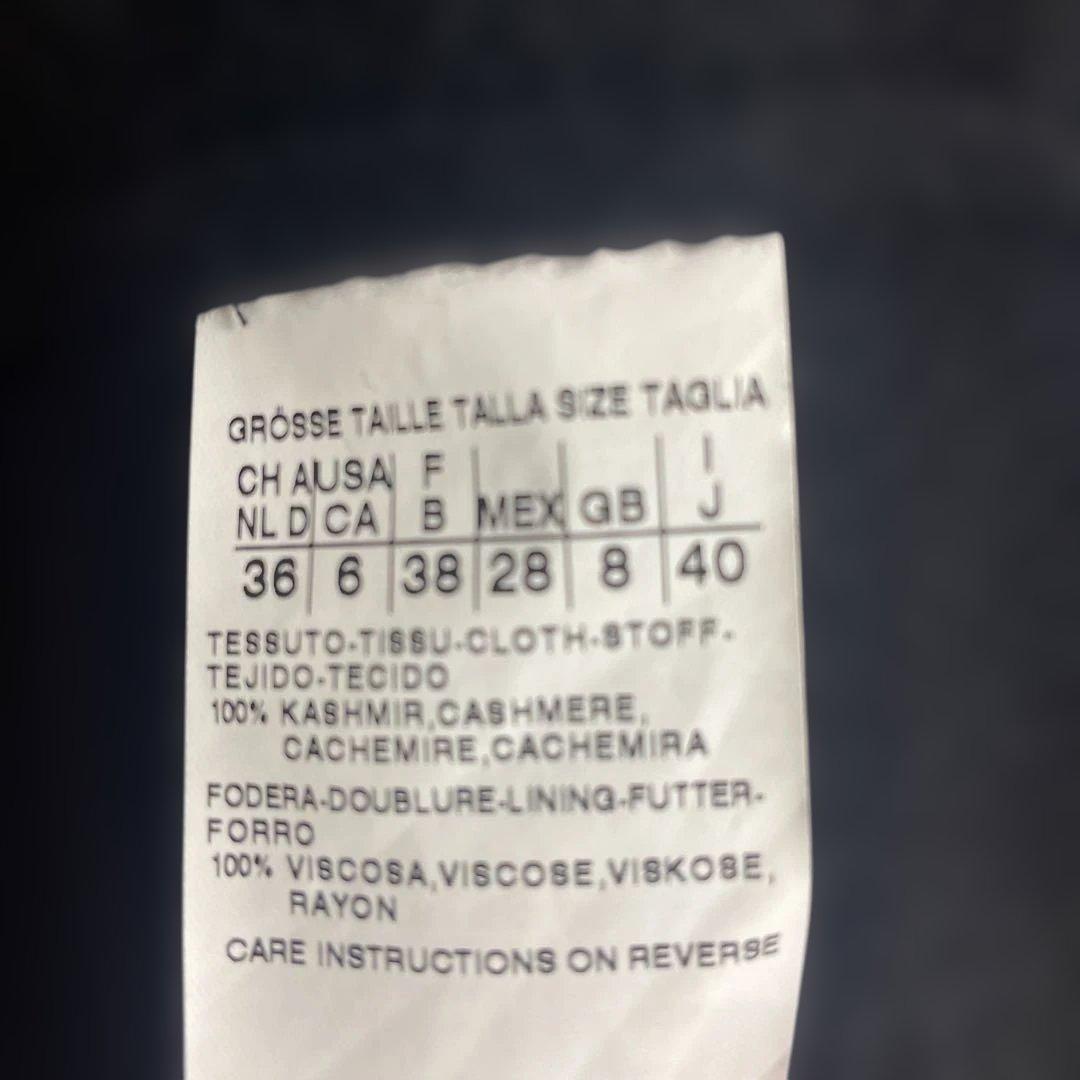 GRÖSSE TAILLE TALLA SIZE TAGLIA
CH A USA F I
NL D CA B MEX GB J
36 6 38 28 8 40
TESSUTO-TISSU-CLOTH-STOFF-
TEJIDO-TECIDO
100% KASHMIR,CASHMERE,
CACHEMIRE,CACHEMIRA
FODERA-DOUBLURE-LINING-FUTTER-
FORRO
100% VISCOSA,VISCOSE,VISKOSE,
RAYON
CARE INSTRUCTIONS ON REVERSE